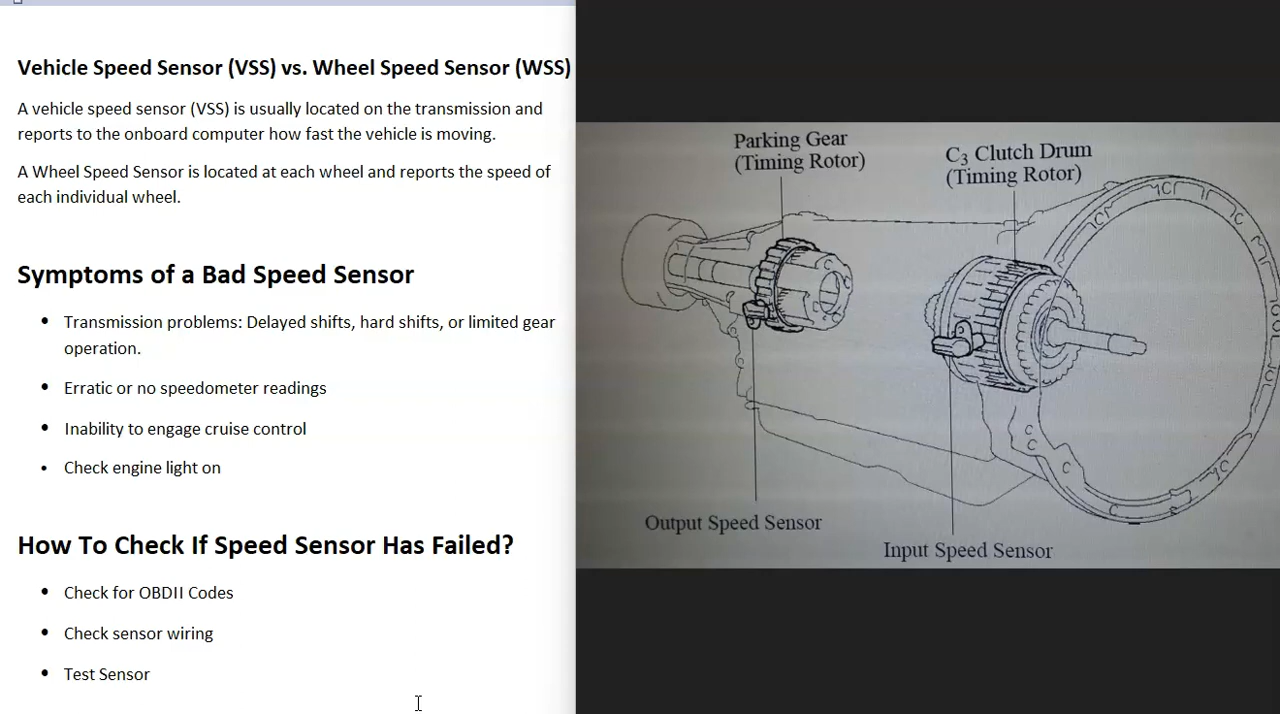 Vehicle Speed Sensor (VSS) vs. Wheel Speed Sensor (WSS)
A vehicle speed sensor (VSS) is usually located on the transmission and
reports to the onboard computer how fast the vehicle is moving.
A Wheel Speed Sensor is located at each wheel and reports the speed of
each individual wheel.
Symptoms of a Bad Speed Sensor
• Transmission problems: Delayed shifts, hard shifts, or limited gear
operation.
• Erratic or no speedometer readings
• Inability to engage cruise control
• Check engine light on
How To Check If Speed Sensor Has Failed?
• Check for OBDII Codes
• Check sensor wiring
• Test Sensor
Parking Gear
(Timing Rotor)
C₃ Clutch Drum
(Timing Rotor)
Output Speed Sensor
Input Speed Sensor